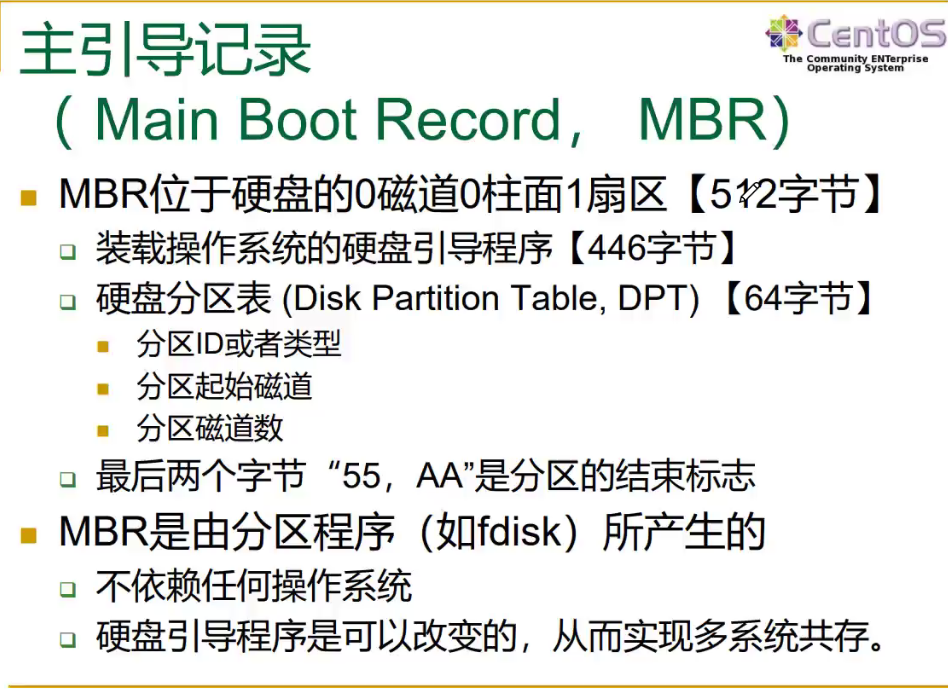 主引导记录
CentOS
The Community ENTerprise
Operating System
（ Main Boot Record， MBR）
MBR位于硬盘的0磁道0柱面1扇区【512字节】
装载操作系统的硬盘引导程序【446字节】
硬盘分区表 (Disk Partition Table, DPT) 【64字节】
分区ID或者类型
分区起始磁道
分区磁道数
最后两个字节“55，AA”是分区的结束标志
MBR是由分区程序（如fdisk）所产生的
不依赖任何操作系统
硬盘引导程序是可以改变的，从而实现多系统共存。